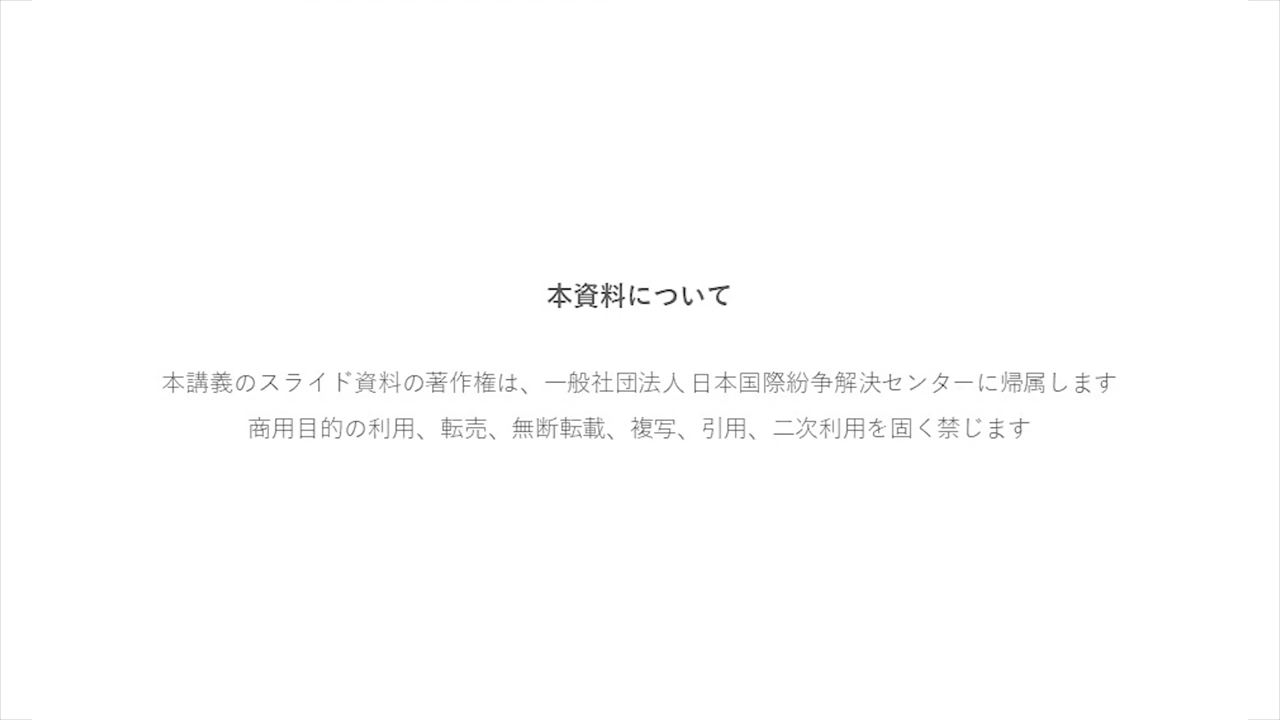 本資料について
本講義のスライド資料の著作権は、一般社団法人 日本国際紛争解決センターに帰属します
商用目的の利用、転売、無断転載、複写、引用、二次利用を固く禁じます